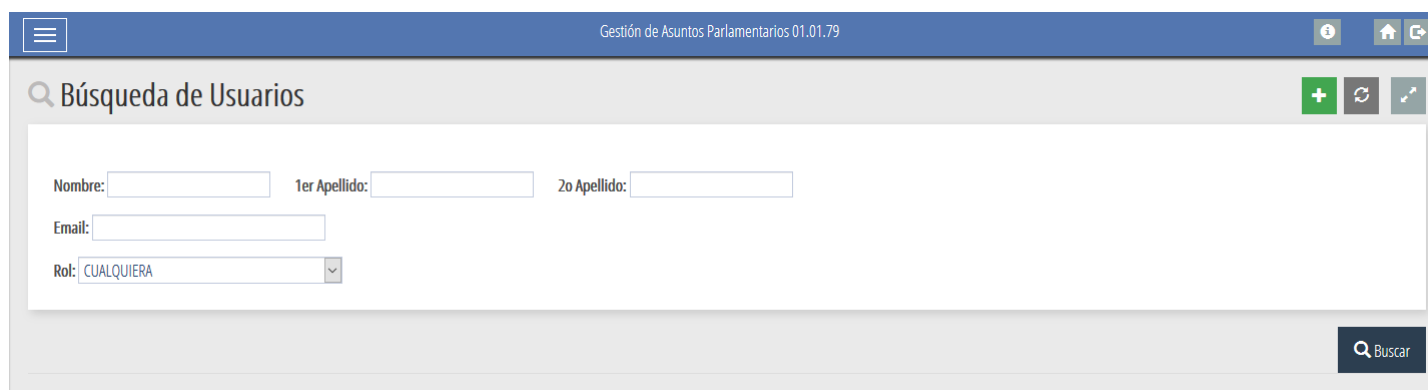 Gestión de Asuntos Parlamentarios 01.01.79
Búsqueda de Usuarios
Nombre: 1er Apellido: 2o Apellido:
Email:
Rol: CUALQUIERA
Buscar